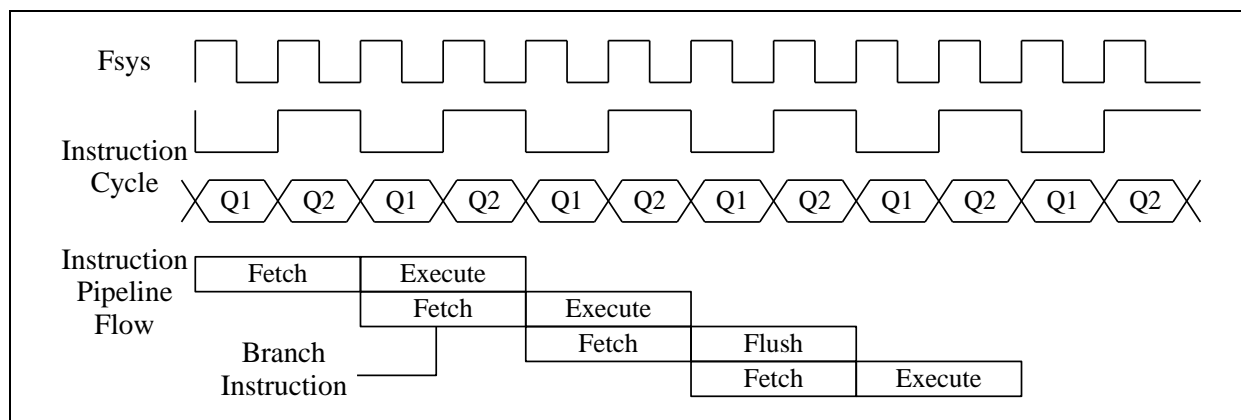 Fsys
Instruction
Cycle
Q1 Q2 Q1 Q2 Q1 Q2 Q1 Q2 Q1 Q2 Q1 Q2
Instruction
Pipeline
Flow
Fetch Execute
Fetch Execute
Fetch Flush
Fetch Execute
Branch
Instruction